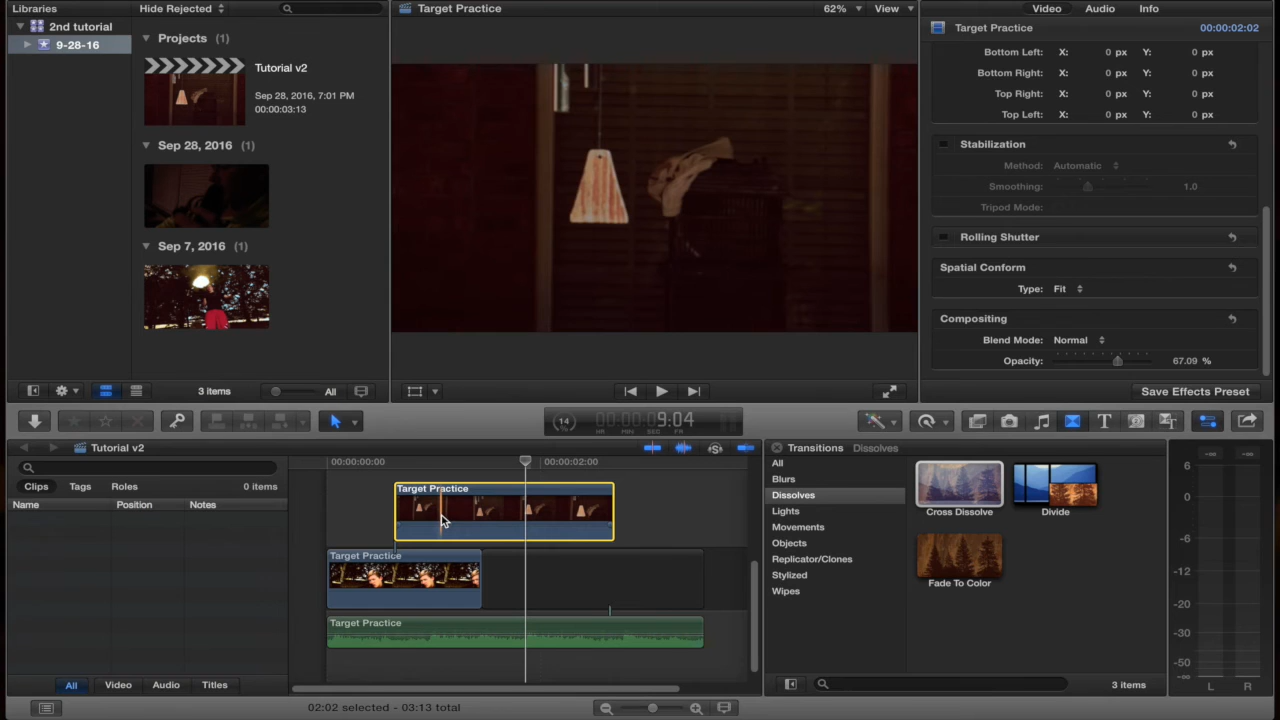 Libraries
Hide Rejected
Target Practice
62%
View
Video
Audio
Info
2nd tutorial
9-28-16
Projects (1)
Tutorial v2
Sep 28, 2016, 7:01 PM
00:00:03:13
Sep 28, 2016 (1)
Sep 7, 2016 (1)
3 items
All
Target Practice
00:00:02:02
Bottom Left: X: 0 px Y: 0 px
Bottom Right: X: 0 px Y: 0 px
Top Right: X: 0 px Y: 0 px
Top Left: X: 0 px Y: 0 px
Stabilization
Method: Automatic
Smoothing: 1.0
Tripod Mode:
Rolling Shutter
Spatial Conform
Type: Fit
Compositing
Blend Mode: Normal
Opacity: 67.09 %
Save Effects Preset
14
00:00:09:04
HR MIN SEC FR
Tutorial v2
Clips
Tags
Roles
0 items
Name
Position
Notes
All
Video
Audio
Titles
00:00:00:00
00:00:02:00
Target Practice
Target Practice
Target Practice
02:02 selected - 03:13 total
Transitions
Dissolves
All
Blurs
Dissolves
Lights
Movements
Objects
Replicator/Clones
Stylized
Wipes
Cross Dissolve
Divide
Fade To Color
3 items
6
0
-6
-12
-20
-30
-50
-∞
L
R